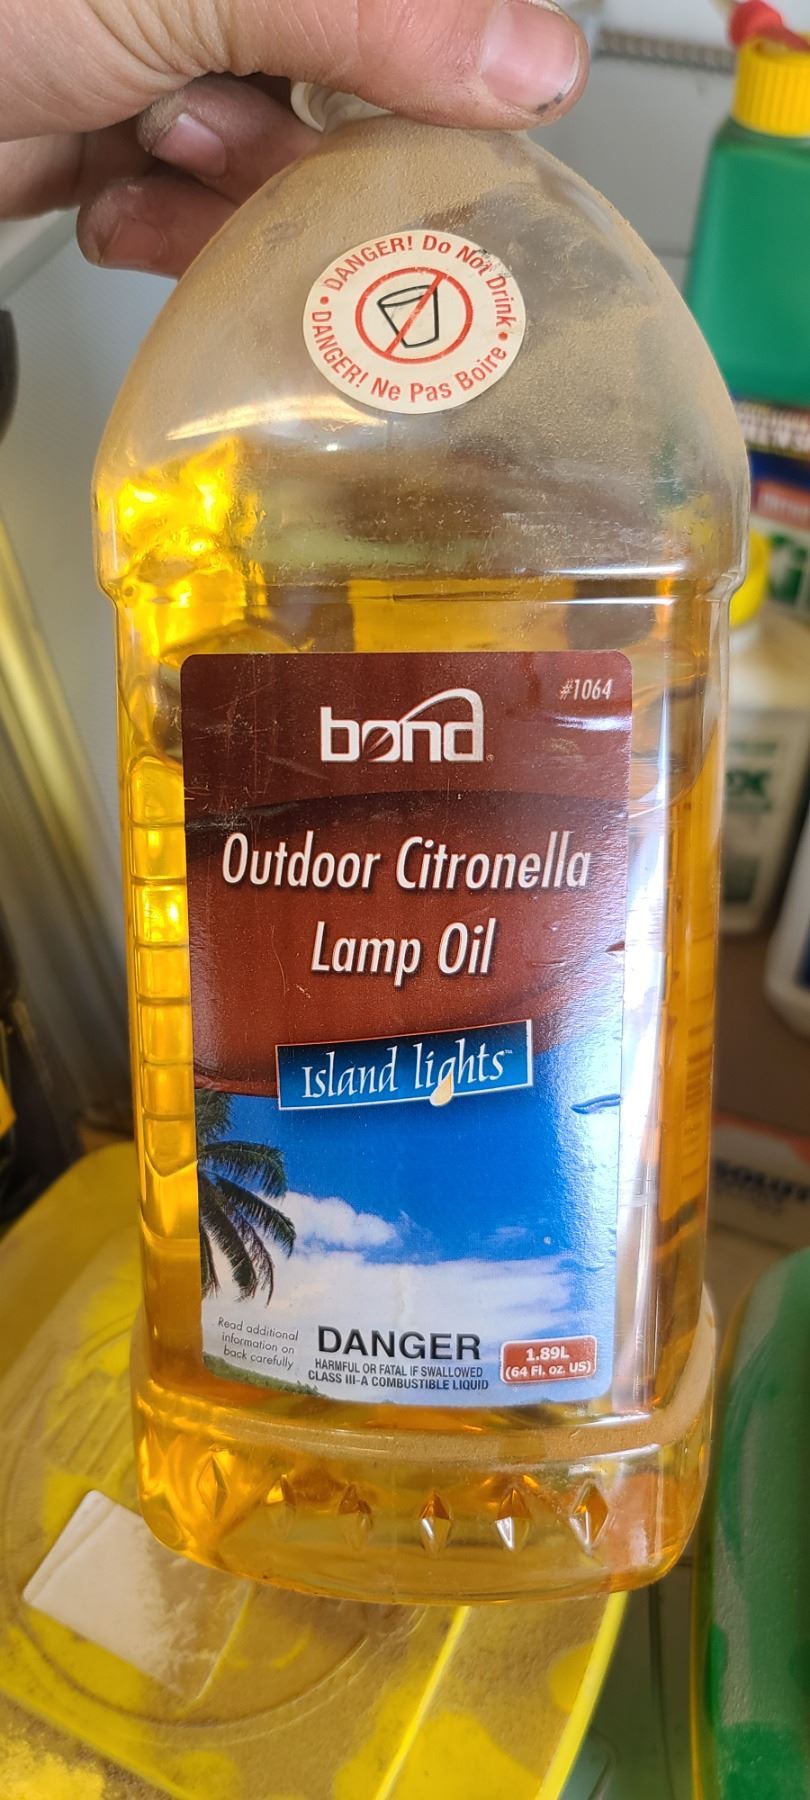 DANGER! Do Not Drink
DANGER! Ne Pas Boire
#1064
bond
Outdoor Citronella
Lamp Oil
Island lights™
Read additional
information on
back carefully
DANGER
HARMFUL OR FATAL IF SWALLOWED
CLASS III-A COMBUSTIBLE LIQUID
1.89L
(64 Fl. oz. US)